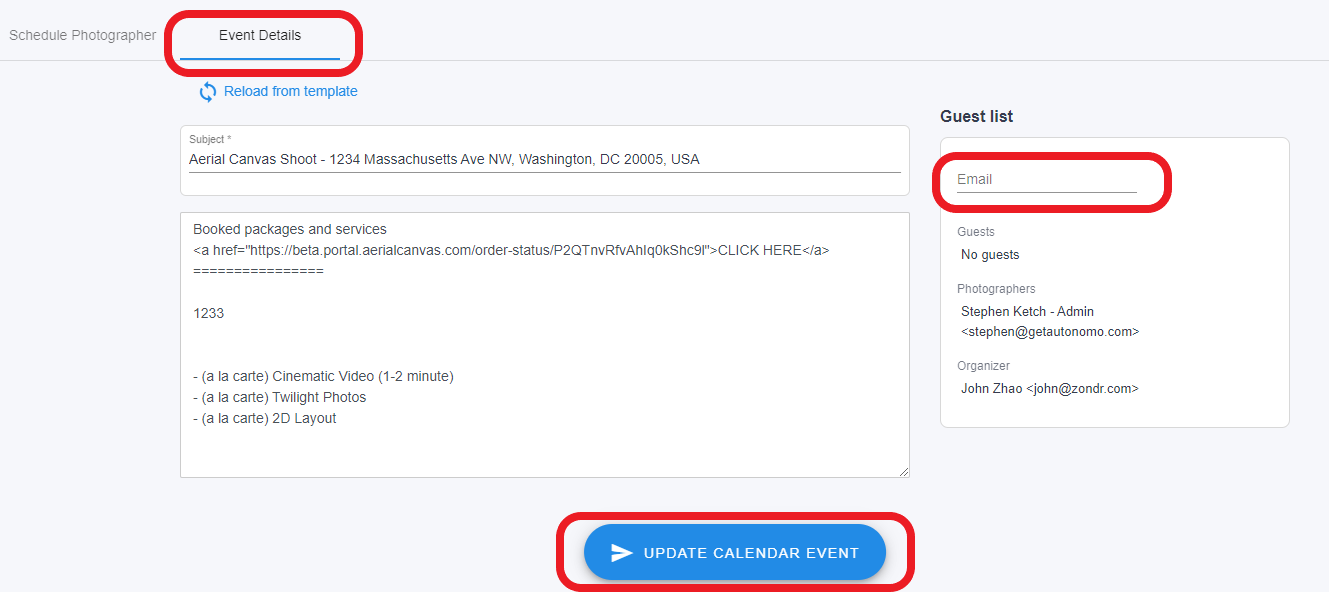 Schedule Photographer
Event Details
Reload from template
Subject *
Aerial Canvas Shoot - 1234 Massachusetts Ave NW, Washington, DC 20005, USA
Booked packages and services
<a href="https://beta.portal.aerialcanvas.com/order-status/P2QTnvRfvAhIq0kShc9l">CLICK HERE</a>
================
1233
- (a la carte) Cinematic Video (1-2 minute)
- (a la carte) Twilight Photos
- (a la carte) 2D Layout
UPDATE CALENDAR EVENT
Guest list
Email
Guests
No guests
Photographers
Stephen Ketch - Admin
<stephen@getautonomo.com>
Organizer
John Zhao <john@zondr.com>